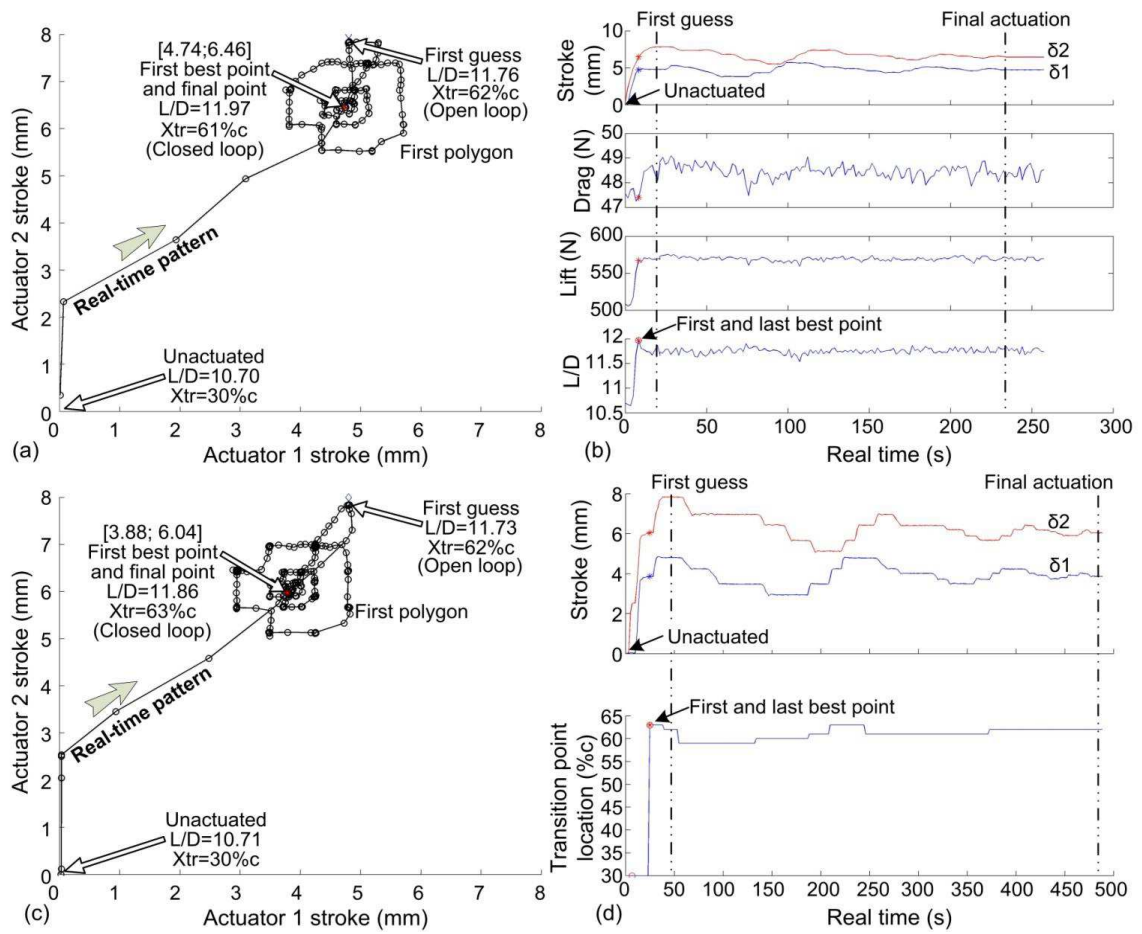 8
7
6
5
4
3
2
1
0
Actuator 2 stroke (mm)
[4.74;6.46]
First best point
and final point
L/D=11.97
Xtr=61%c
(Closed loop)
First guess
L/D=11.76
Xtr=62%c
(Open loop)
First polygon
Real-time pattern
Unactuated
L/D=10.70
Xtr=30%c
0 1 2 3 4 5 6 7 8
(a) Actuator 1 stroke (mm)
First guess
Final actuation
Stroke
(mm)
10
5
0
δ2
δ1
Unactuated
Drag (N)
50
49
48
47
Lift (N)
600
550
500
First and last best point
L/D
12
11.5
11
10.5
0 50 100 150 200 250 300
(b) Real time (s)
8
7
6
5
4
3
2
1
0
Actuator 2 stroke (mm)
[3.88; 6.04]
First best point
and final point
L/D=11.86
Xtr=63%c
(Closed loop)
First guess
L/D=11.73
Xtr=62%c
(Open loop)
First polygon
Real-time pattern
Unactuated
L/D=10.71
Xtr=30%c
0 1 2 3 4 5 6 7 8
(c) Actuator 1 stroke (mm)
First guess
Final actuation
Stroke (mm)
8
6
4
2
0
δ2
δ1
Unactuated
First and last best point
Transition point
location (%c)
65
60
55
50
45
40
35
30
0 50 100 150 200 250 300 350 400 450 500
(d) Real time (s)